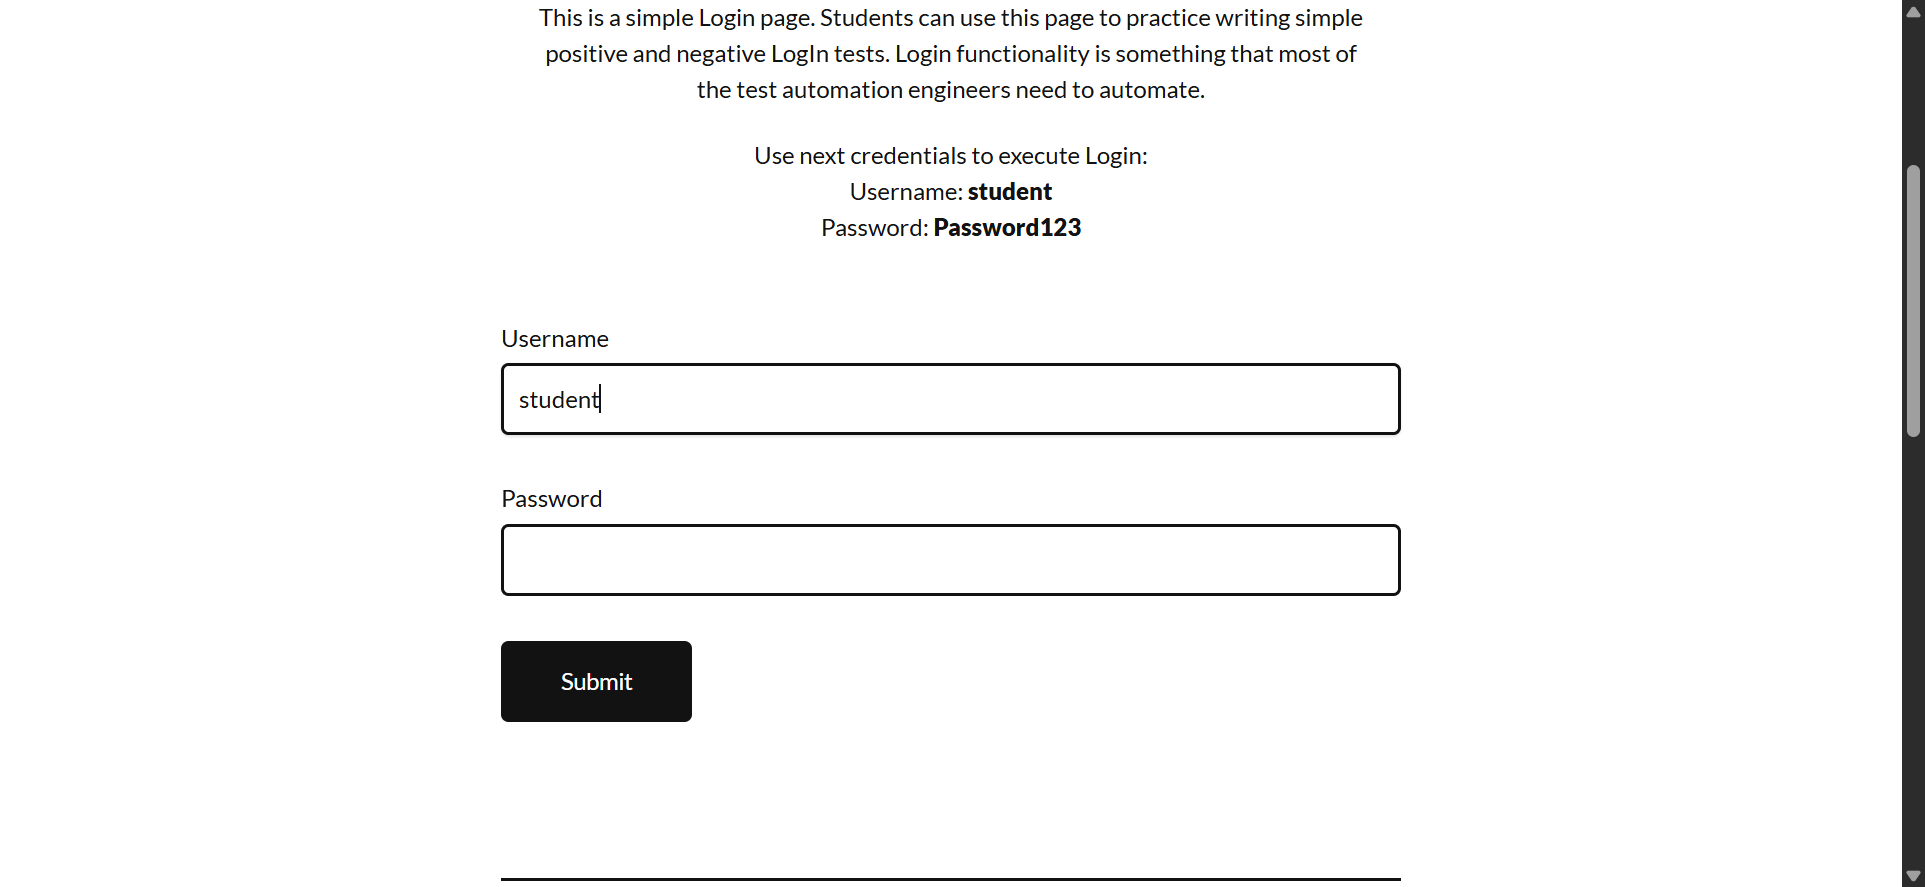 This is a simple Login page. Students can use this page to practice writing simple
positive and negative LogIn tests. Login functionality is something that most of
the test automation engineers need to automate.
Use next credentials to execute Login:
Username: student
Password: Password123
Username
student
Password
Submit